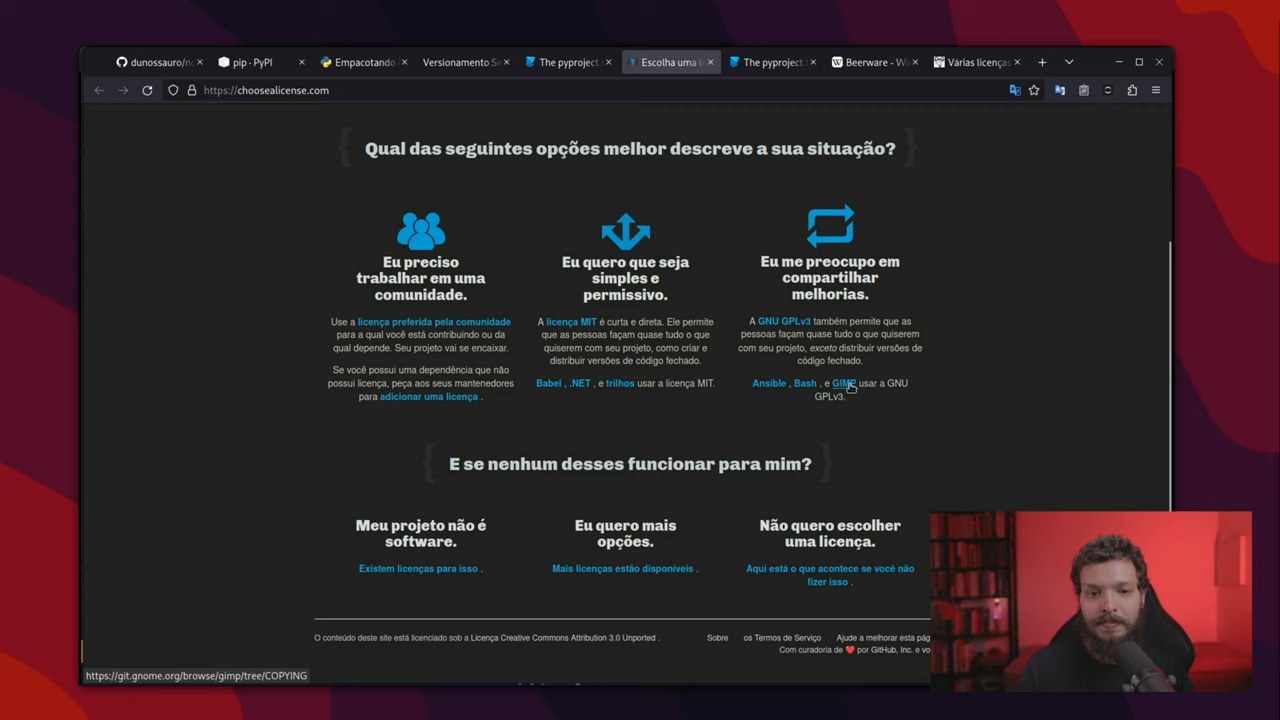 dunossauro/no
pip · PyPI
Empacotando
Versionamento Se
The pyproject.t
Escolha uma li
The pyproject.t
Beerware - Wi
Várias licenças
https://choosealicense.com
Qual das seguintes opções melhor descreve a sua situação?
Eu preciso
trabalhar em uma
comunidade.
Use a licença preferida pela comunidade
para a qual você está contribuindo ou da
qual depende. Seu projeto vai se encaixar.
Se você possui uma dependência que não
possui licença, peça aos seus mantenedores
para adicionar uma licença .
Eu quero que seja
simples e
permissivo.
A licença MIT é curta e direta. Ele permite
que as pessoas façam quase tudo o que
quiserem com seu projeto, como criar e
distribuir versões de código fechado.
Babel , .NET , e trilhos usar a licença MIT.
Eu me preocupo em
compartilhar
melhorias.
A GNU GPLv3 também permite que as
pessoas façam quase tudo o que quiserem
com seu projeto, exceto distribuir versões de
código fechado.
Ansible , Bash , e GIMP usar a GNU
GPLv3.
E se nenhum desses funcionar para mim?
Meu projeto não é
software.
Existem licenças para isso .
Eu quero mais
opções.
Mais licenças estão disponíveis .
Não quero escolher
uma licença.
Aqui está o que acontece se você não
fizer isso .
O conteúdo deste site está licenciado sob a Licença Creative Commons Attribution 3.0 Unported .
Sobre
os Termos de Serviço
Ajude a melhorar esta pág
Com curadoria de ❤️ por GitHub, Inc. e vo
https://git.gnome.org/browse/gimp/tree/COPYING